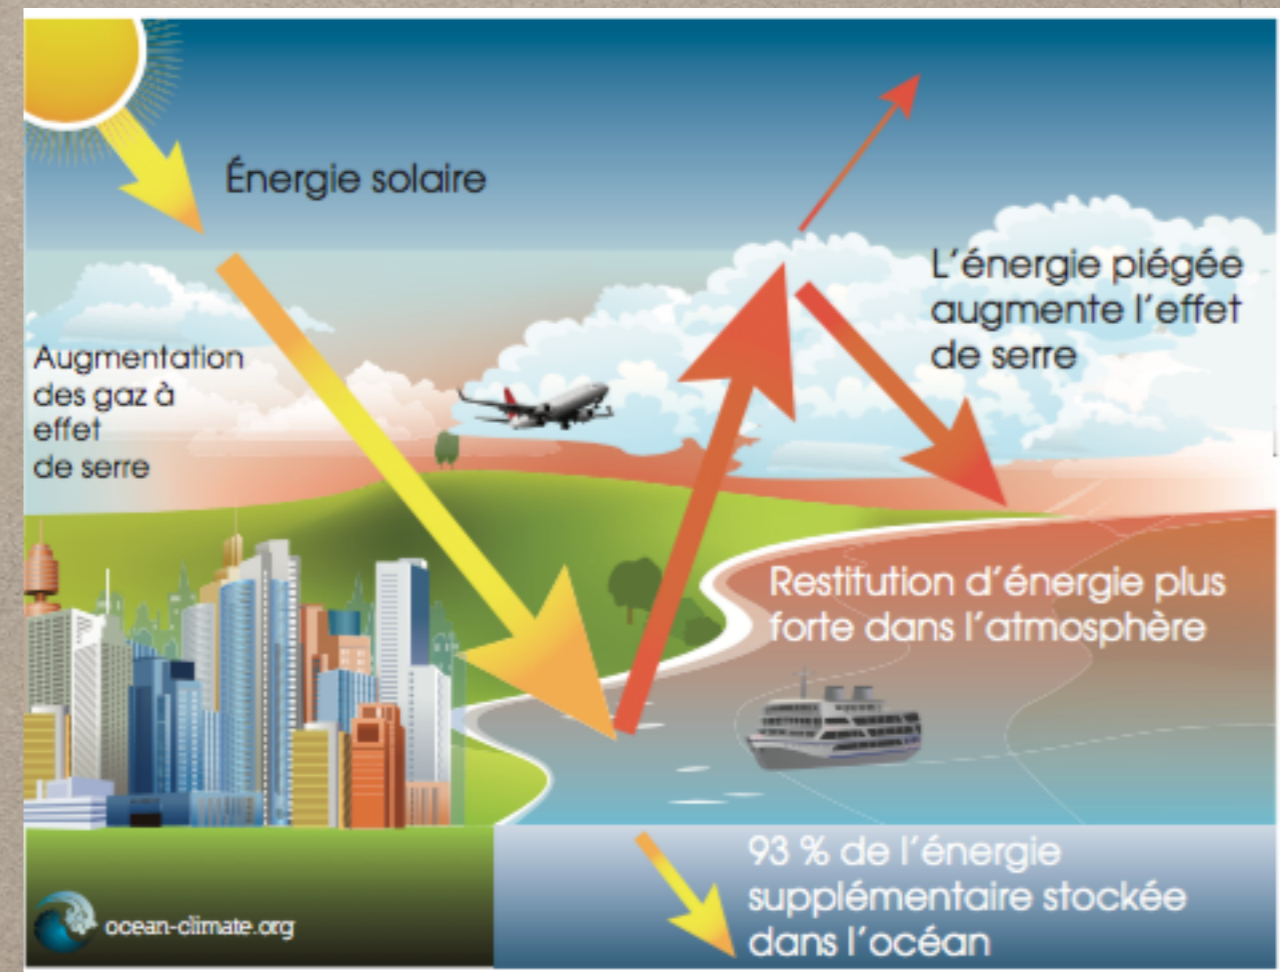 Énergie solaire
L'énergie piégée
augmente l'effet
de serre
Augmentation
des gaz à
effet
de serre
Restitution d'énergie plus
forte dans l'atmosphère
93 % de l'énergie
supplémentaire stockée
dans l'océan
ocean-climate.org